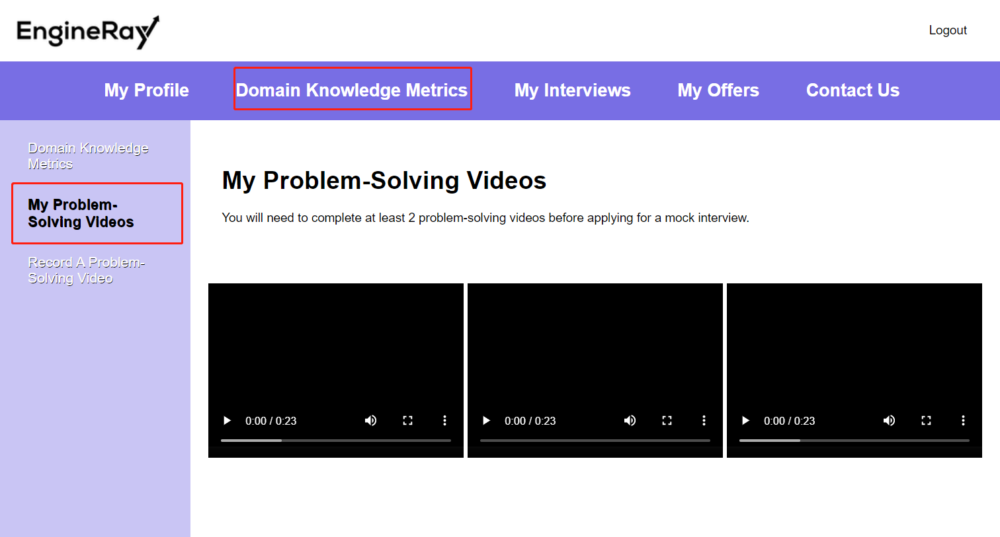 EngineRay
Logout
My Profile
Domain Knowledge Metrics
My Interviews
My Offers
Contact Us
Domain Knowledge
Metrics
My Problem-
Solving Videos
Record A Problem-
Solving Video
My Problem-Solving Videos
You will need to complete at least 2 problem-solving videos before applying for a mock interview.
0:00 / 0:23
0:00 / 0:23
0:00 / 0:23